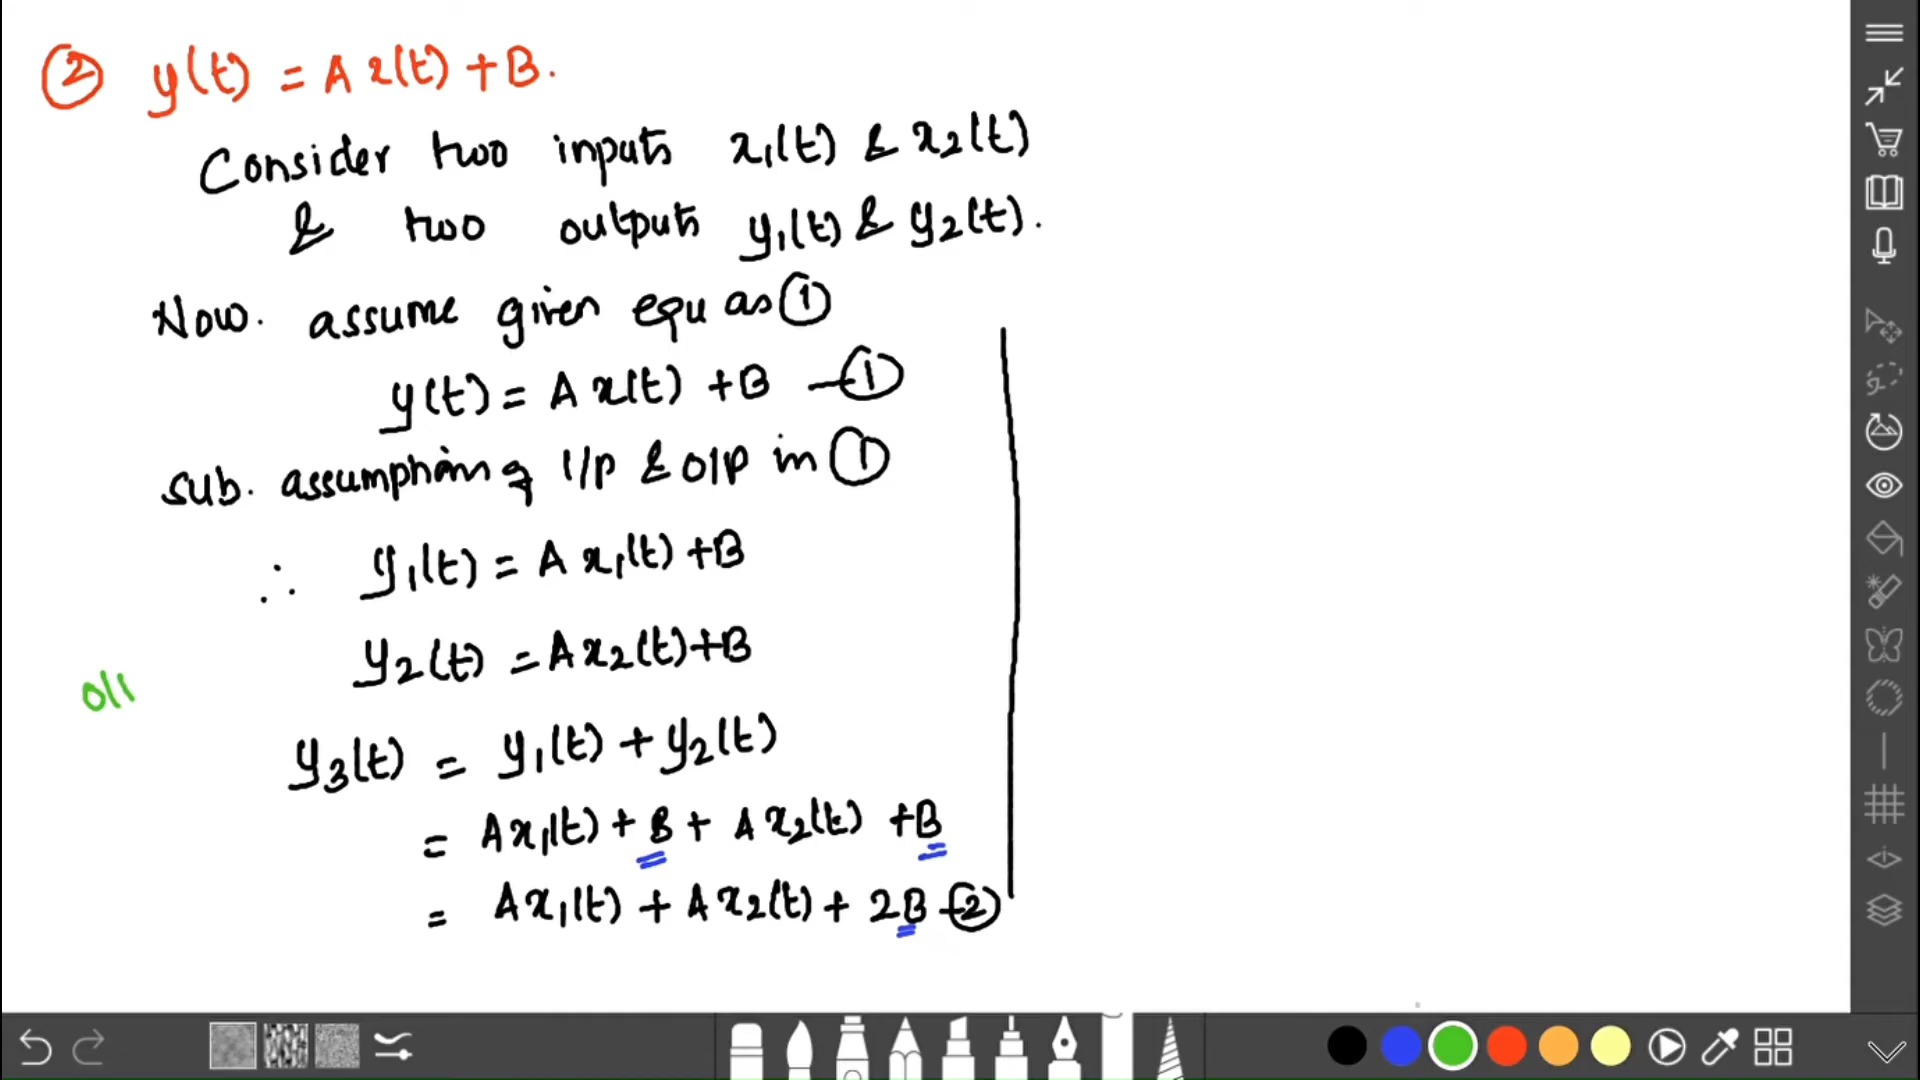 ② y(t) = A x(t) + B.
Consider two inputs x₁(t) & x₂(t)
& two outputs y₁(t) & y₂(t).
Now. assume given equ as ①
y(t) = A x(t) + B —①
sub. assumption of I/P & O/P in ①
∴ y₁(t) = A x₁(t) + B
y₂(t) = A x₂(t) + B
y₃(t) = y₁(t) + y₂(t)
= A x₁(t) + B + A x₂(t) + B
= A x₁(t) + A x₂(t) + 2B —②